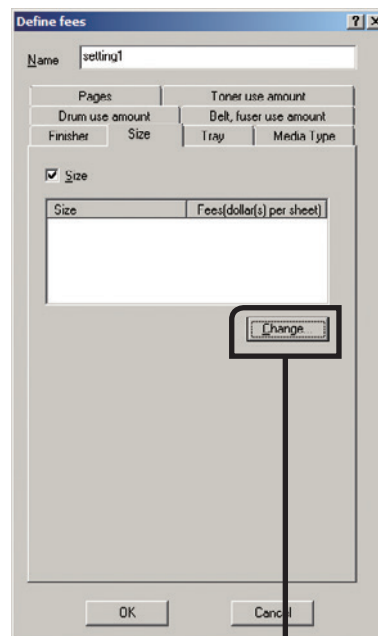 Define fees
Name setting1
Pages Toner use amount
Drum use amount Belt, fuser use amount
Finisher Size Tray Media Type
Size
Size Fees(dollar(s) per sheet)
Change...
OK Cancel